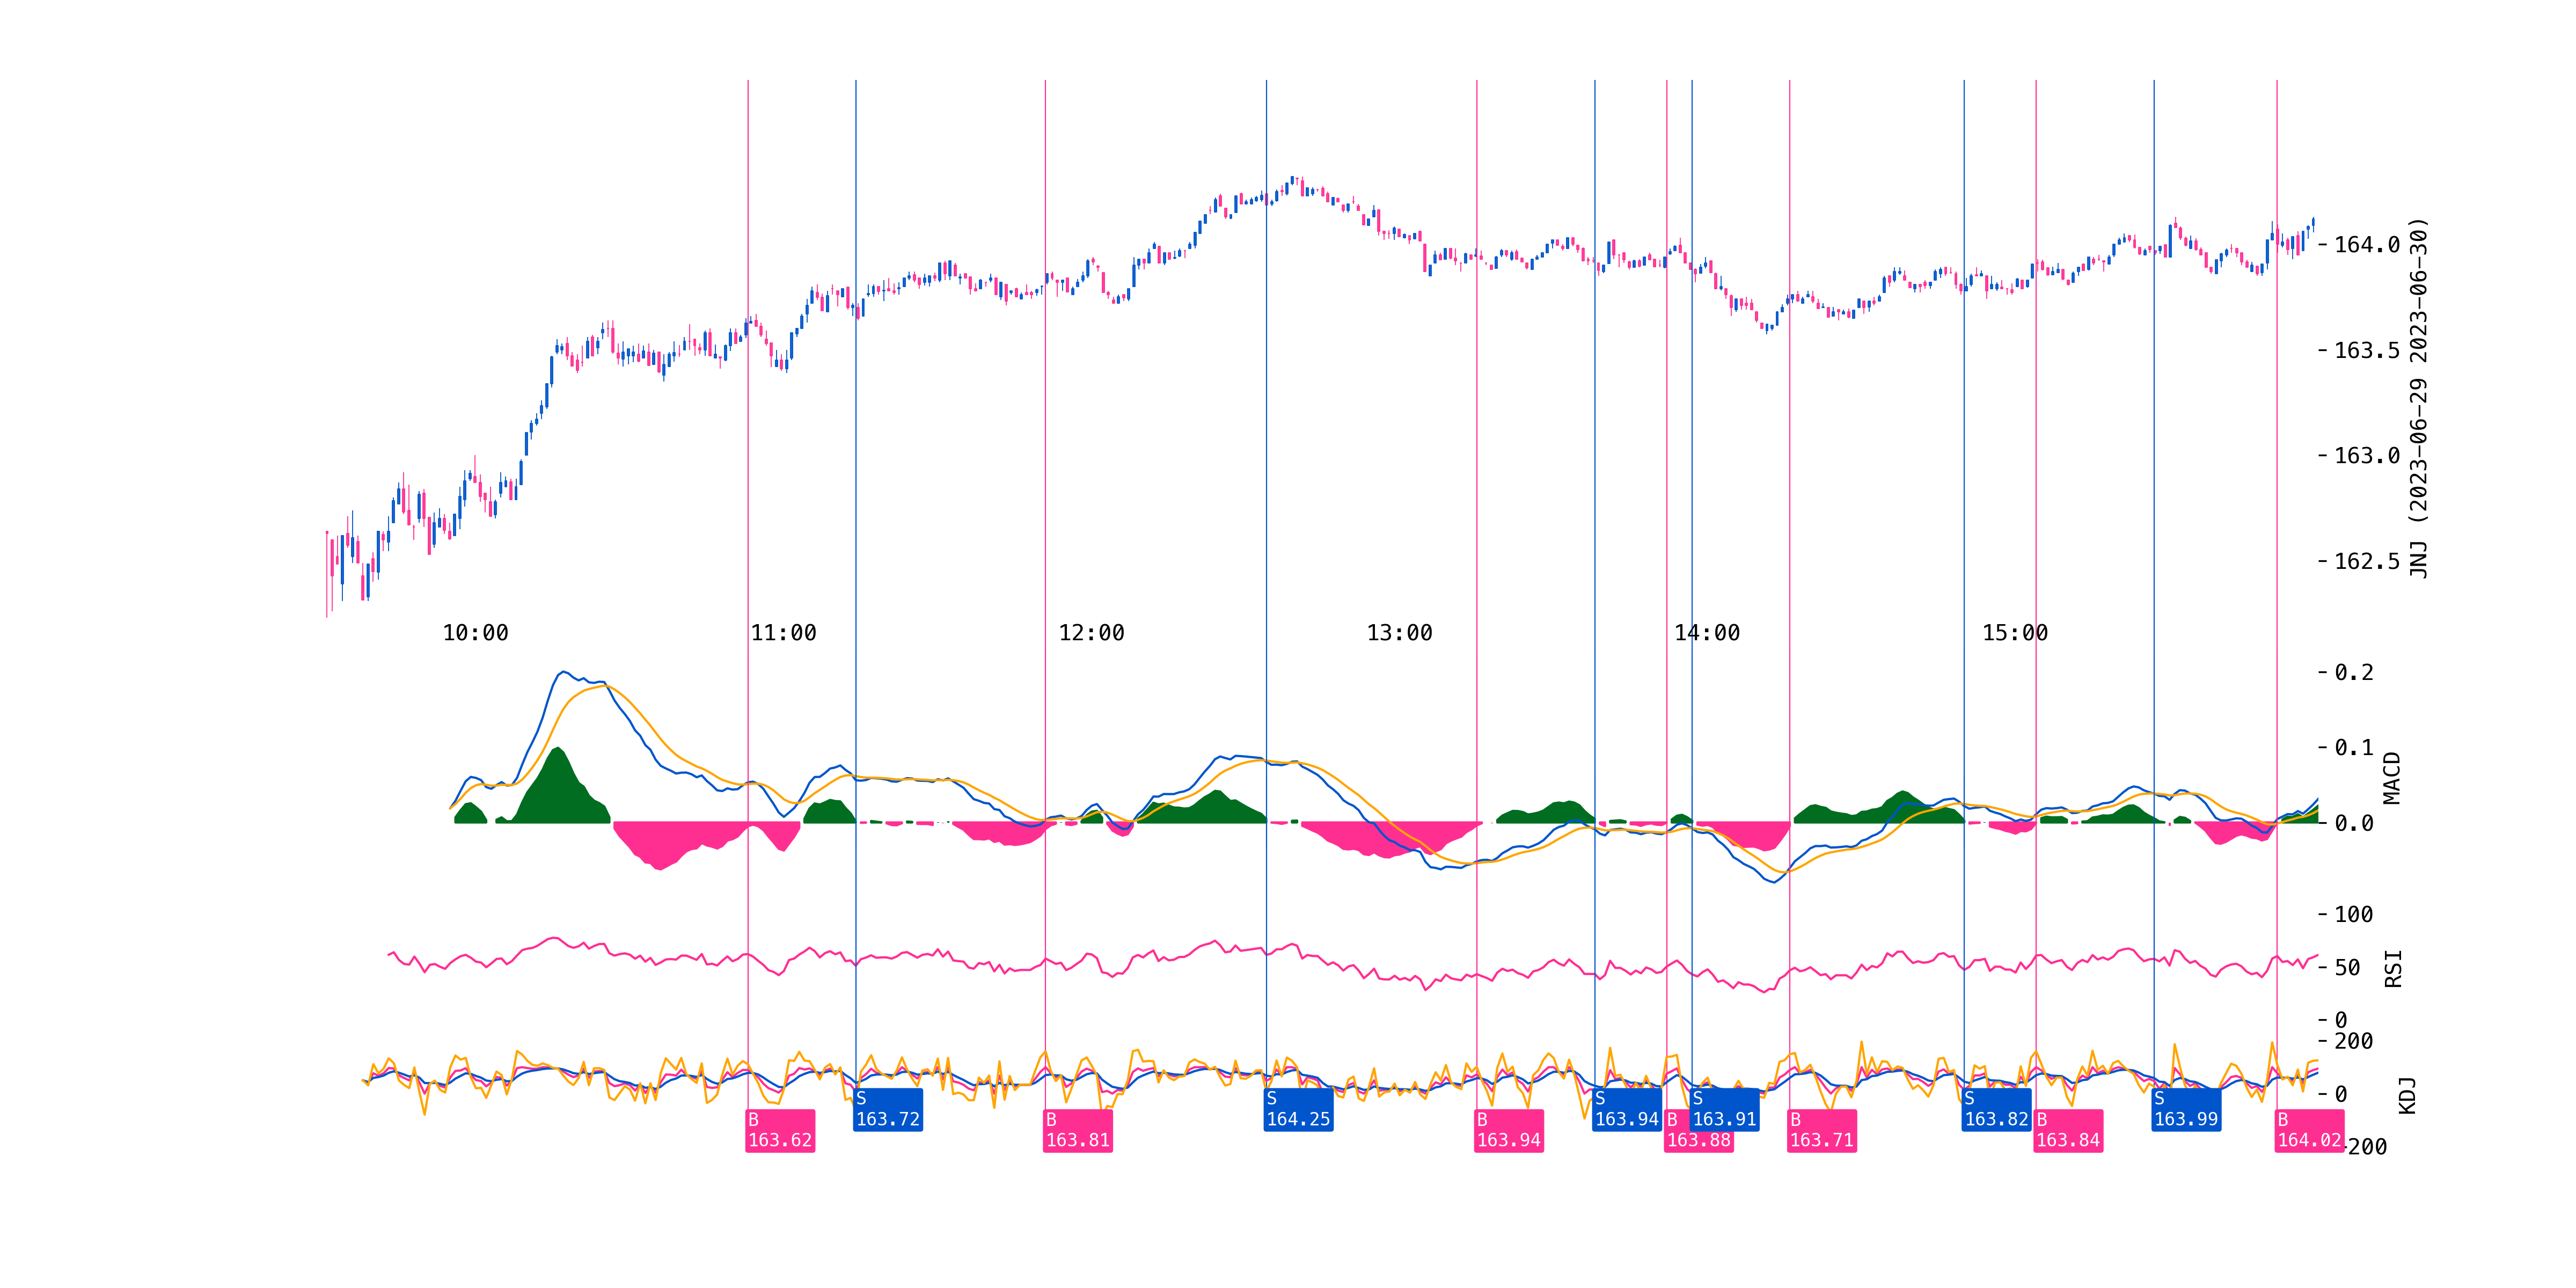 164.0
163.5
163.0
162.5
JNJ (2023-06-29 2023-06-30)
10:00
11:00
12:00
13:00
14:00
15:00
0.2
0.1
0.0
MACD
100
50
0
RSI
200
0
-200
KDJ
B
163.62
S
163.72
B
163.81
S
164.25
B
163.94
S
163.94
B
163.88
S
163.91
B
163.71
S
163.82
B
163.84
S
163.99
B
164.02